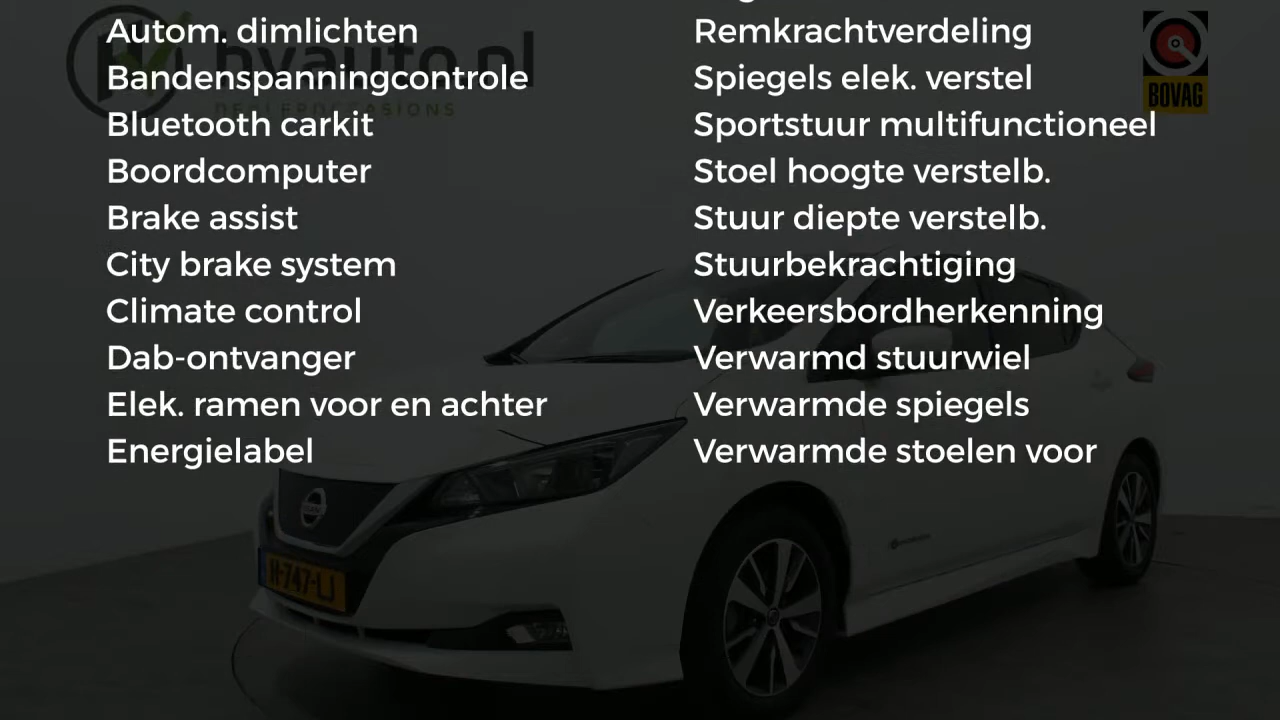 Autom. dimlichten
Bandenspanningcontrole
Bluetooth carkit
Boordcomputer
Brake assist
City brake system
Climate control
Dab-ontvanger
Elek. ramen voor en achter
Energielabel
Remkrachtverdeling
Spiegels elek. verstel
Sportstuur multifunctioneel
Stoel hoogte verstelb.
Stuur diepte verstelb.
Stuurbekrachtiging
Verkeersbordherkenning
Verwarmd stuurwiel
Verwarmde spiegels
Verwarmde stoelen voor
BOVAG
DEALEROCCASIONS